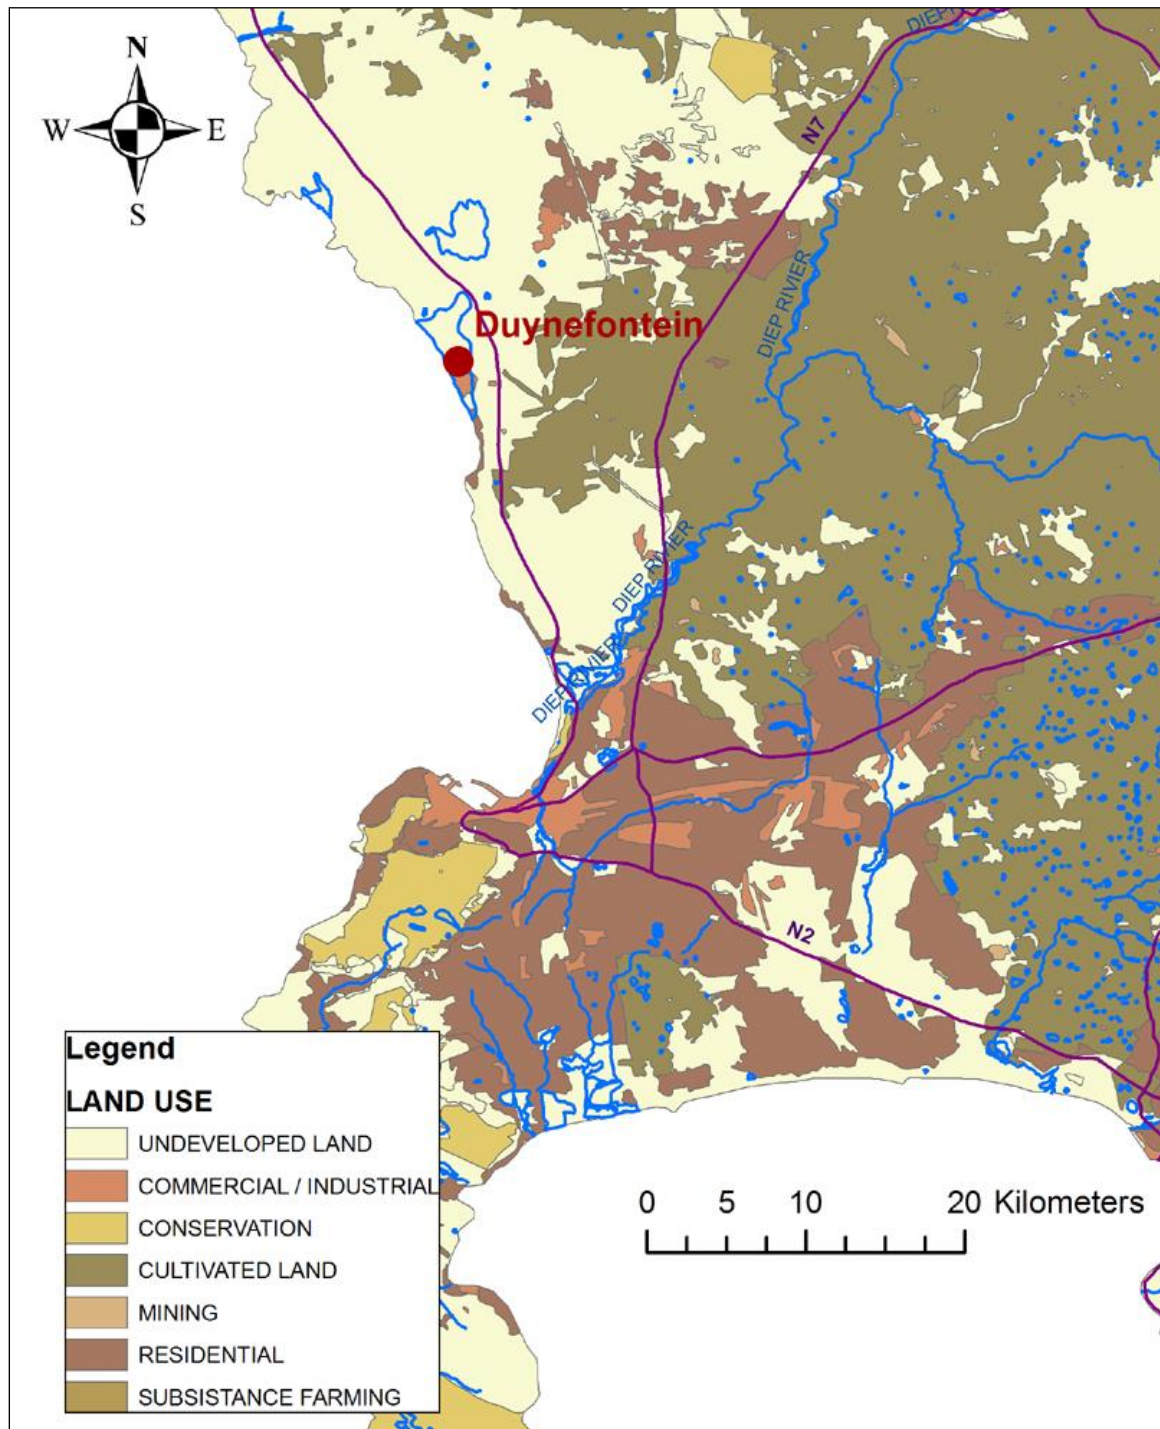 DIEP RIVIER
N
W E
S
N7
DIEP RIVIER
Duynefontein
DIEP RIVIER
DIEP RIVIER
N2
Legend
LAND USE
UNDEVELOPED LAND
COMMERCIAL / INDUSTRIAL
CONSERVATION
CULTIVATED LAND
MINING
RESIDENTIAL
SUBSISTANCE FARMING
0 5 10 20 Kilometers